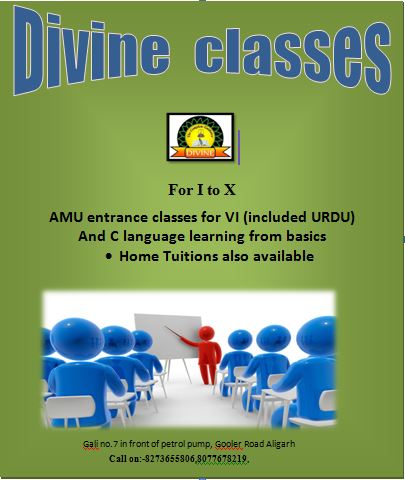 Divine classes
DIVINE
For I to X
AMU entrance classes for VI (included URDU)
And C language learning from basics
• Home Tuitions also available
Gali no.7 in front of petrol pump, Gooler Road Aligarh
Call on:-8273655806,8077678219,